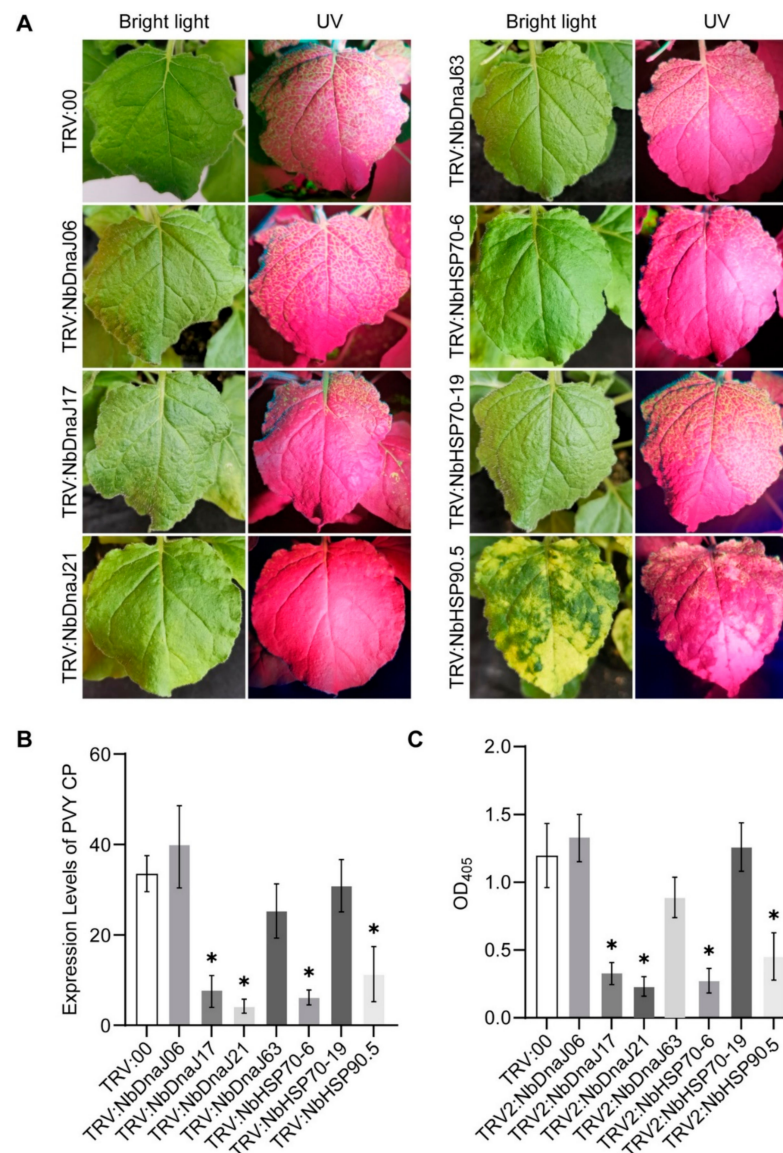 A
Bright light
UV
Bright light
UV
TRV:00
TRV:NbDnaJ06
TRV:NbDnaJ17
TRV:NbDnaJ21
TRV:NbDnaJ63
TRV:NbHSP70-6
TRV:NbHSP70-19
TRV:NbHSP90.5
B
Expression Levels of PVY CP
60
40
20
0
*
*
*
*
TRV:00
TRV:NbDnaJ06
TRV:NbDnaJ17
TRV:NbDnaJ21
TRV:NbDnaJ63
TRV:NbHSP70-6
TRV:NbHSP70-19
TRV:NbHSP90.5
C
OD405
2.0
1.5
1.0
0.5
0.0
*
*
*
*
TRV:00
TRV2:NbDnaJ06
TRV2:NbDnaJ17
TRV2:NbDnaJ21
TRV2:NbDnaJ63
TRV2:NbHSP70-6
TRV2:NbHSP70-19
TRV2:NbHSP90.5